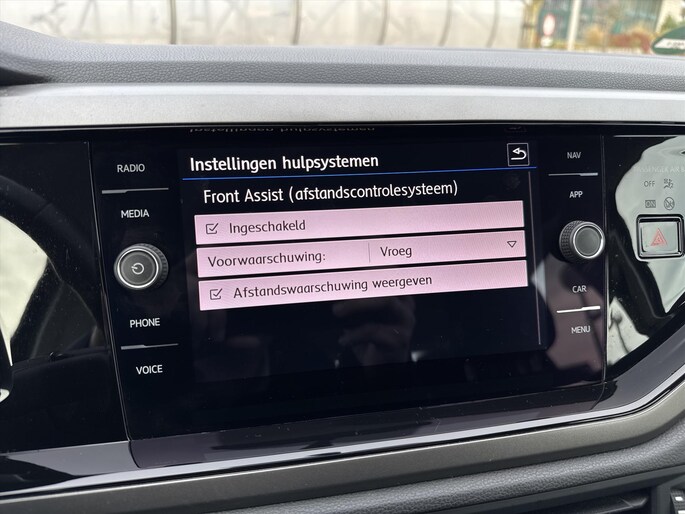 Instellingen hulpsystemen
Front Assist (afstandscontrolesysteem)
Ingeschakeld
Voorwaarschuwing: Vroeg
Afstandswaarschuwing weergeven
RADIO
MEDIA
PHONE
VOICE
NAV
APP
CAR
MENU
OFF